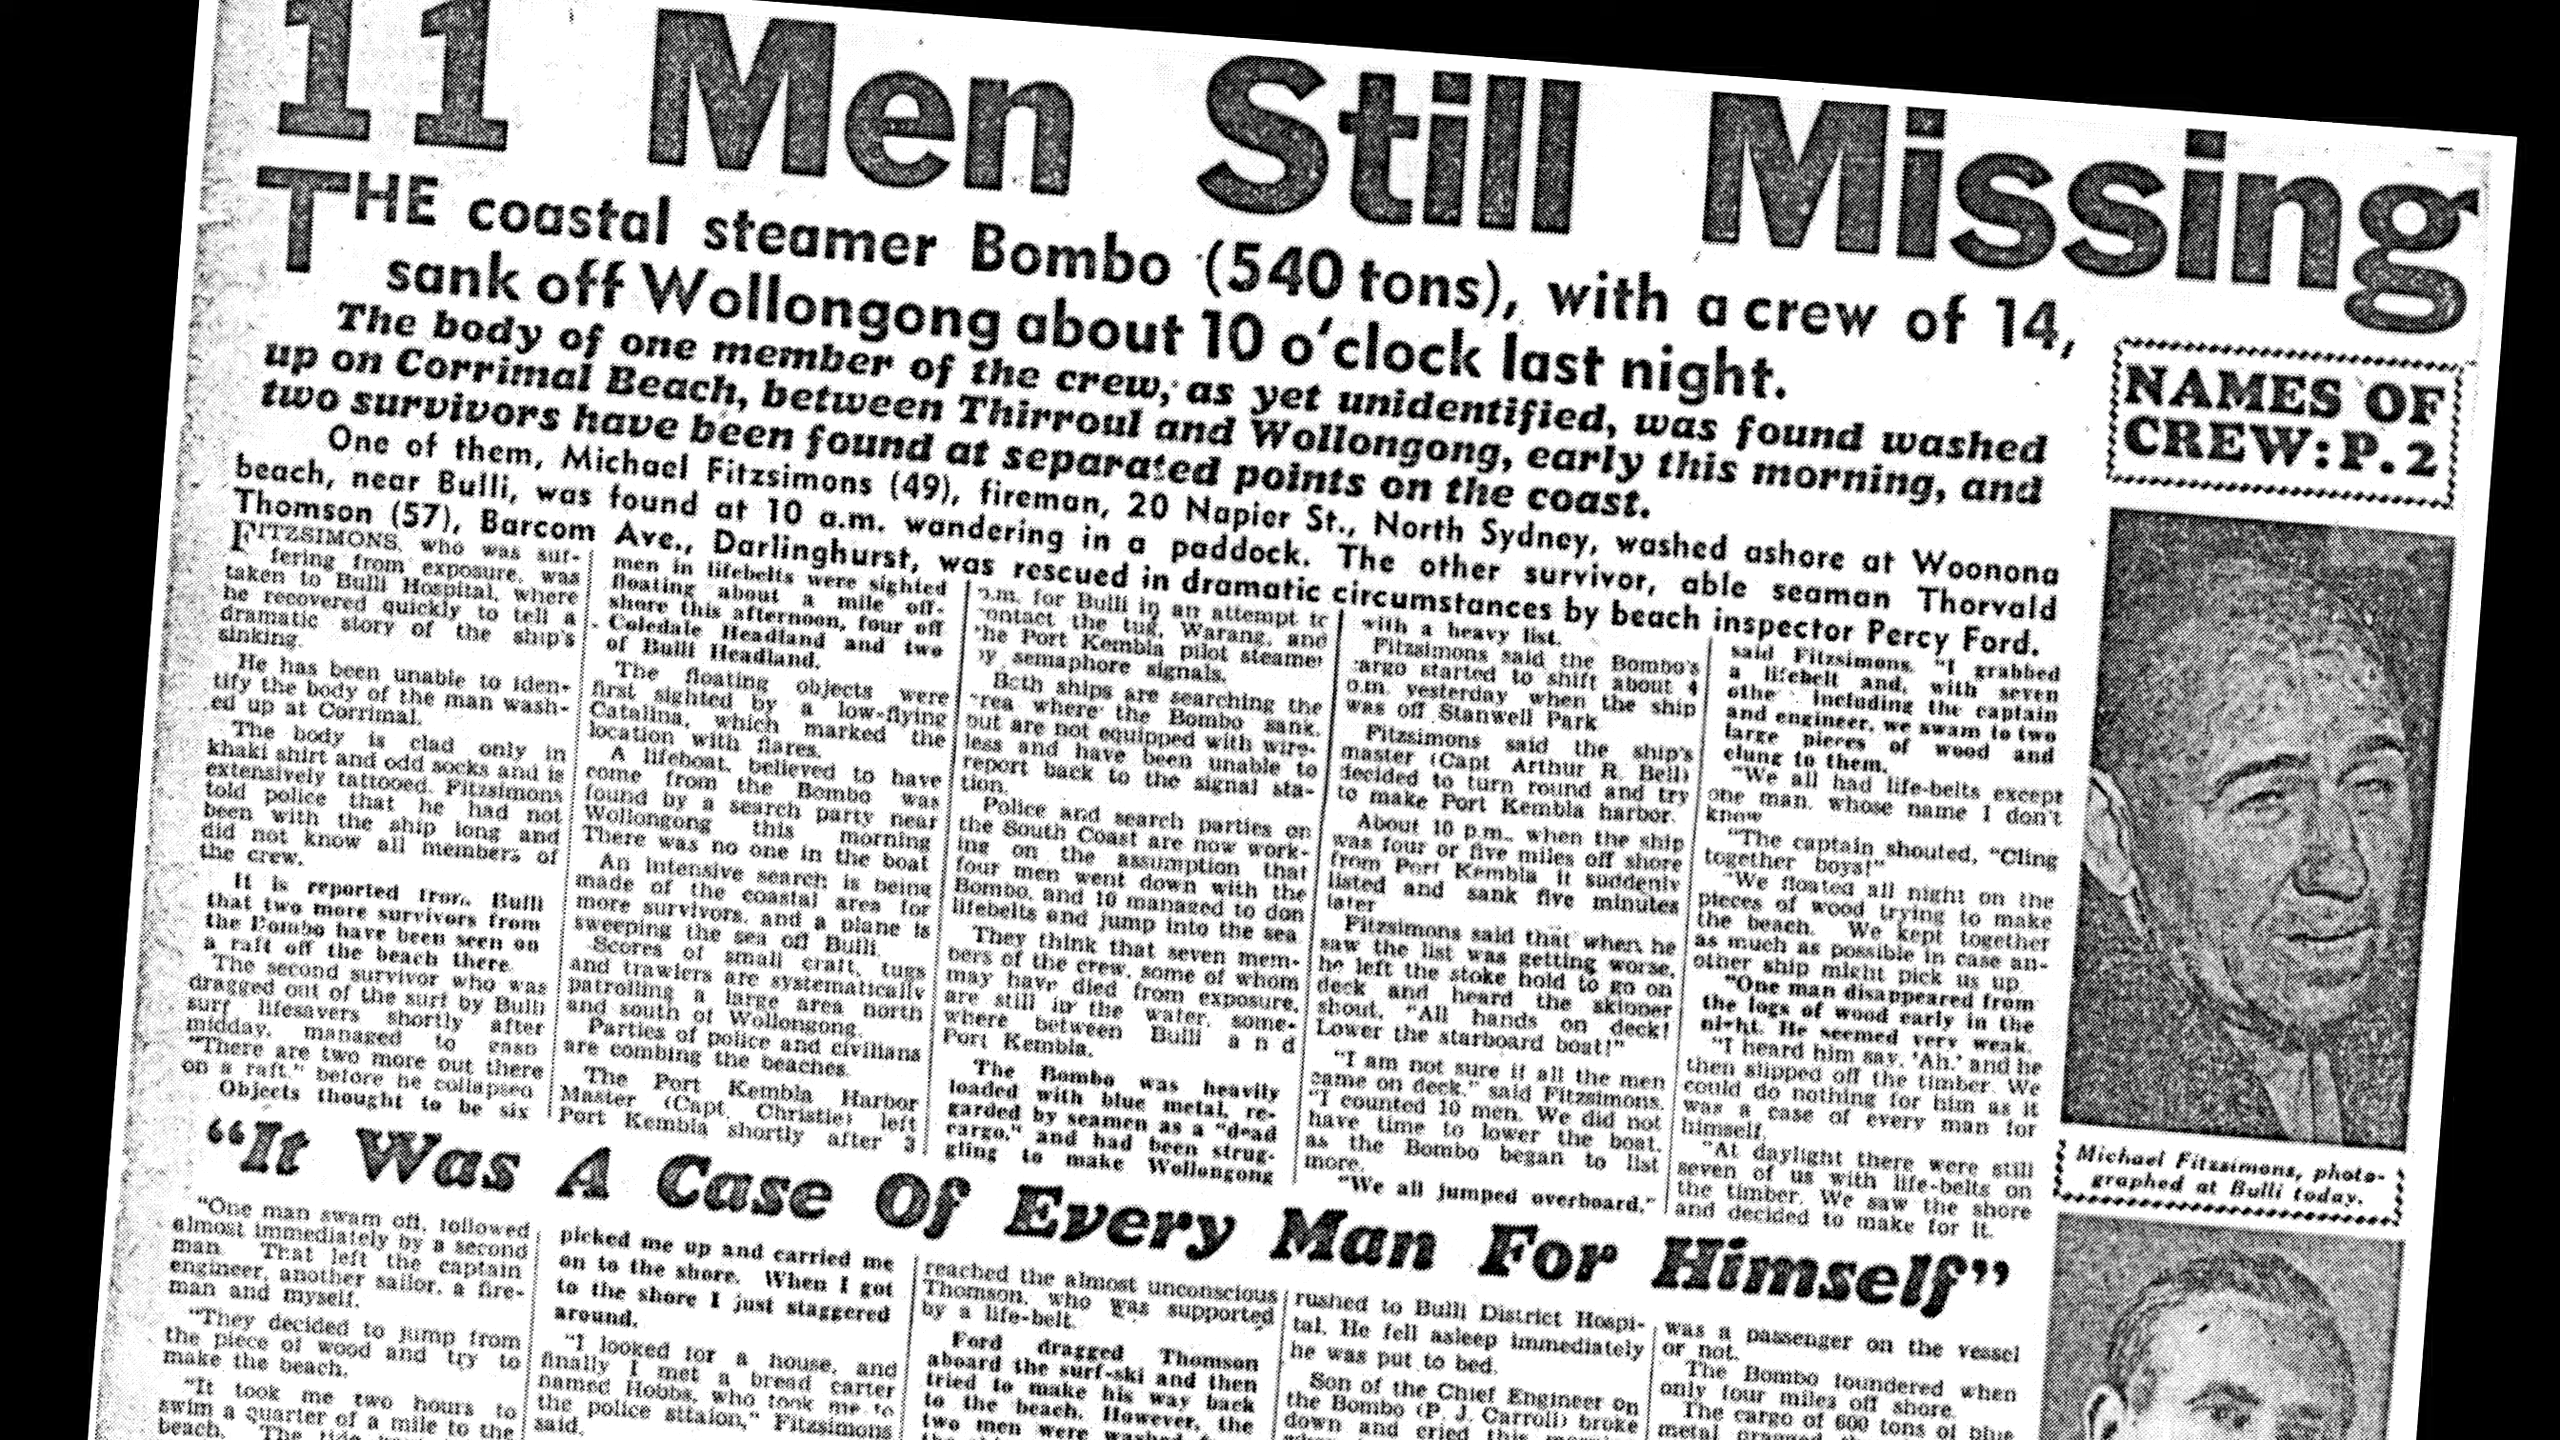 11 Men Still Missing
THE coastal steamer Bombo (540 tons), with a crew of 14,
sank off Wollongong about 10 o'clock last night.
The body of one member of the crew, as yet unidentified, was found washed
up on Corrimal Beach, between Thirroul and Wollongong, early this morning, and
two survivors have been found at separated points on the coast.
One of them, Michael Fitzsimons (49), fireman, 20 Napier St., North Sydney, washed ashore at Woonona
beach, near Bulli, was found at 10 a.m. wandering in a paddock. The other survivor, able seaman Thorvald
Thomson (57), Barcom Ave., Darlinghurst, was rescued in dramatic circumstances by beach inspector Percy Ford.
NAMES OF
CREW: P. 2
FITZSIMONS, who was suf-
fering from exposure, was
taken to Bulli Hospital, where
he recovered quickly to tell a
dramatic story of the ship's
sinking.
He has been unable to iden-
tify the body of the man wash-
ed up at Corrimal.
The body is clad only in
khaki shirt and odd socks and is
extensively tattooed. Fitzsimons
told police that he had not
been with the ship long and
did not know all members of
the crew.
It is reported from Bulli
that two more survivors from
the Bombo have been seen on
a raft off the beach there.
The second survivor who was
dragged out of the surf by Bulli
surf lifesavers shortly after
midday, managed to gasp
"There are two more out there
on a raft," before he collapsed
Objects thought to be six
men in lifebelts were sighted
floating about a mile off-
shore this afternoon, four off
Coledale Headland and two
of Bulli Headland.
The floating objects were
first sighted by a low-flying
Catalina, which marked the
location with flares.
A lifeboat, believed to have
come from the Bombo was
found by a search party near
Wollongong this morning
There was no one in the boat
An intensive search is being
made of the coastal area for
more survivors, and a plane is
sweeping the sea off Bulli.
Scores of small craft, tugs
and trawlers are systematically
patrolling a large area north
and south of Wollongong.
Parties of police and civilians
are combing the beaches.
The Port Kembla Harbor
Master (Capt. Christie) left
Port Kembla shortly after 3
p.m. for Bulli in an attempt to
contact the tug, Warang, and
the Port Kembla pilot steamer
by semaphore signals.
Both ships are searching the
area where the Bombo sank,
but are not equipped with wire-
less and have been unable to
report back to the signal sta-
tion.
Police and search parties on
the South Coast are now work-
ing on the assumption that
four men went down with the
Bombo, and 10 managed to don
lifebelts and jump into the sea
They think that seven mem-
bers of the crew, some of whom
may have died from exposure,
are still in the water, some-
where between Bulli and
Port Kembla.
The Bombo was heavily
loaded with blue metal, re-
garded by seamen as a "dead
cargo," and had been strug-
gling to make Wollongong
with a heavy list.
Fitzsimons said the Bombo's
cargo started to shift about 4
p.m. yesterday when the ship
was off Stanwell Park
Fitzsimons said the ship's
master (Capt Arthur R. Bell)
decided to turn round and try
to make Port Kembla harbor.
About 10 p.m., when the ship
was four or five miles off shore
from Port Kembla it suddenly
listed and sank five minutes
later
Fitzsimons said that when he
saw the list was getting worse,
he left the stoke hold to go on
deck and heard the skipper
shout, "All hands on deck!
Lower the starboard boat!"
"I am not sure if all the men
came on deck," said Fitzsimons.
"I counted 10 men. We did not
have time to lower the boat,
as the Bombo began to list
more.
"We all jumped overboard,"
said Fitzsimons. "I grabbed
a lifebelt and, with seven
othe including the captain
and engineer, we swam to two
large pieces of wood and
clung to them.
"We all had life-belts except
one man, whose name I don't
know
"The captain shouted, "Cling
together boys!"
"We floated all night on the
pieces of wood trying to make
the beach. We kept together
as much as possible in case an-
other ship might pick us up.
"One man disappeared from
the logs of wood early in the
night. He seemed very weak.
"I heard him say, 'Ah,' and he
then slipped off the timber. We
could do nothing for him as it
was a case of every man for
himself.
"At daylight there were still
seven of us with life-belts on
the timber. We saw the shore
and decided to make for it.
Michael Fitzsimons, photo-
graphed at Bulli today.
"It Was A Case Of Every Man For Himself"
"One man swam off, followed
almost immediately by a second
man. That left the captain
engineer, another sailor, a fire-
man and myself.
"They decided to jump from
the piece of wood and try to
make the beach.
"It took me two hours to
swim a quarter of a mile to the
beach. The tide
picked me up and carried me
on to the shore. When I got
to the shore I just staggered
around.
"I looked for a house, and
finally I met a bread carter
named Hobbs, who took me to
the police sttaion," Fitzsimons
said.
reached the almost unconscious
Thomson, who was supported
by a life-belt.
Ford dragged Thomson
aboard the surf-ski and then
tried to make his way back
to the beach. However, the
two men were washed
rushed to Bulli District Hospi-
tal. He fell asleep immediately
he was put to bed.
Son of the Chief Engineer on
the Bombo (P. J. Carroll) broke
down and cried this
was a passenger on the vessel
or not.
The Bombo foundered when
only four miles off shore.
The cargo of 600 tons of blue
metal